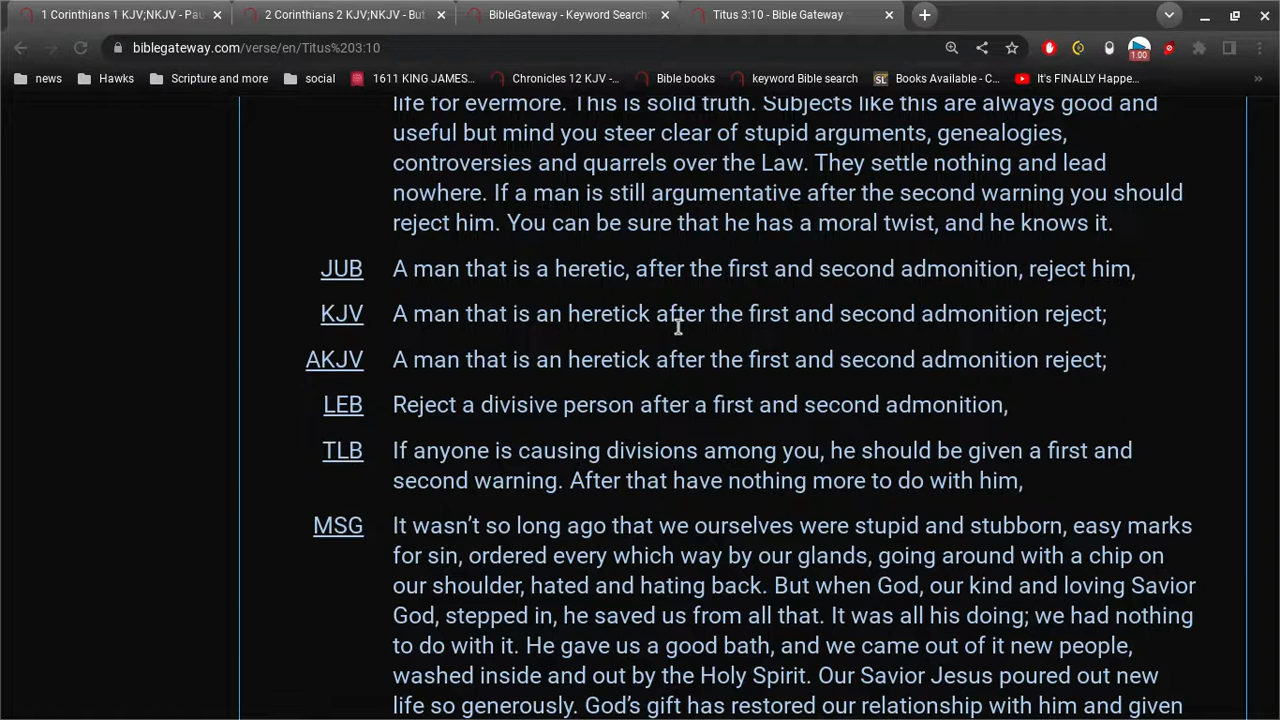 1 Corinthians 1 KJV;NKJV - Pau
2 Corinthians 2 KJV;NKJV - But
BibleGateway - Keyword Search:
Titus 3:10 - Bible Gateway
biblegateway.com/verse/en/Titus%203:10
1.00
news
Hawks
Scripture and more
social
1611 KING JAMES...
Chronicles 12 KJV -...
Bible books
keyword Bible search
SL
Books Available - C...
It's FINALLY Happe...
»
life for evermore. This is solid truth. Subjects like this are always good and
useful but mind you steer clear of stupid arguments, genealogies,
controversies and quarrels over the Law. They settle nothing and lead
nowhere. If a man is still argumentative after the second warning you should
reject him. You can be sure that he has a moral twist, and he knows it.
JUB A man that is a heretic, after the first and second admonition, reject him,
KJV A man that is an heretick after the first and second admonition reject;
AKJV A man that is an heretick after the first and second admonition reject;
LEB Reject a divisive person after a first and second admonition,
TLB If anyone is causing divisions among you, he should be given a first and
second warning. After that have nothing more to do with him,
MSG It wasn't so long ago that we ourselves were stupid and stubborn, easy marks
for sin, ordered every which way by our glands, going around with a chip on
our shoulder, hated and hating back. But when God, our kind and loving Savior
God, stepped in, he saved us from all that. It was all his doing; we had nothing
to do with it. He gave us a good bath, and we came out of it new people,
washed inside and out by the Holy Spirit. Our Savior Jesus poured out new
life so generously. God's gift has restored our relationship with him and given